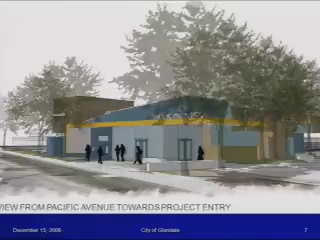 VIEW FROM PACIFIC AVENUE TOWARDS PROJECT ENTRY
December 15, 2009
City of Glendale
7